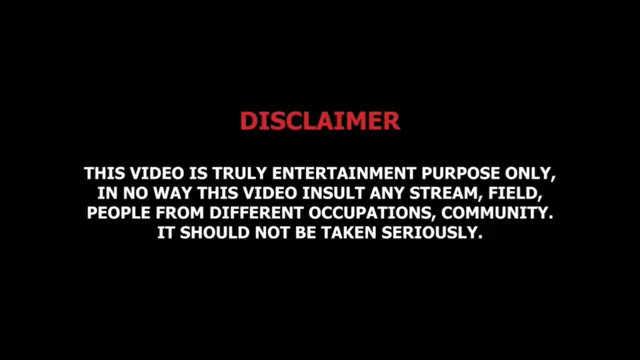 DISCLAIMER
THIS VIDEO IS TRULY ENTERTAINMENT PURPOSE ONLY,
IN NO WAY THIS VIDEO INSULT ANY STREAM, FIELD,
PEOPLE FROM DIFFERENT OCCUPATIONS, COMMUNITY.
IT SHOULD NOT BE TAKEN SERIOUSLY.